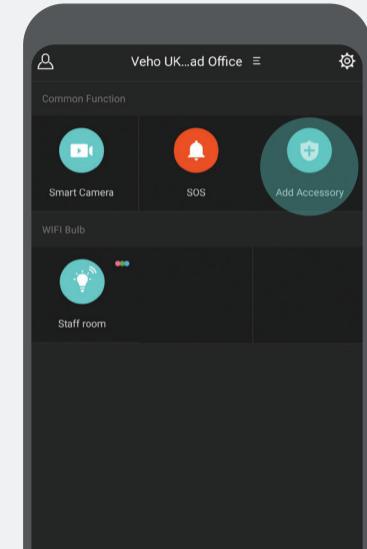 Veho UK...ad Office
Common Function
Smart Camera
SOS
Add Accessory
WIFI Bulb
Staff room